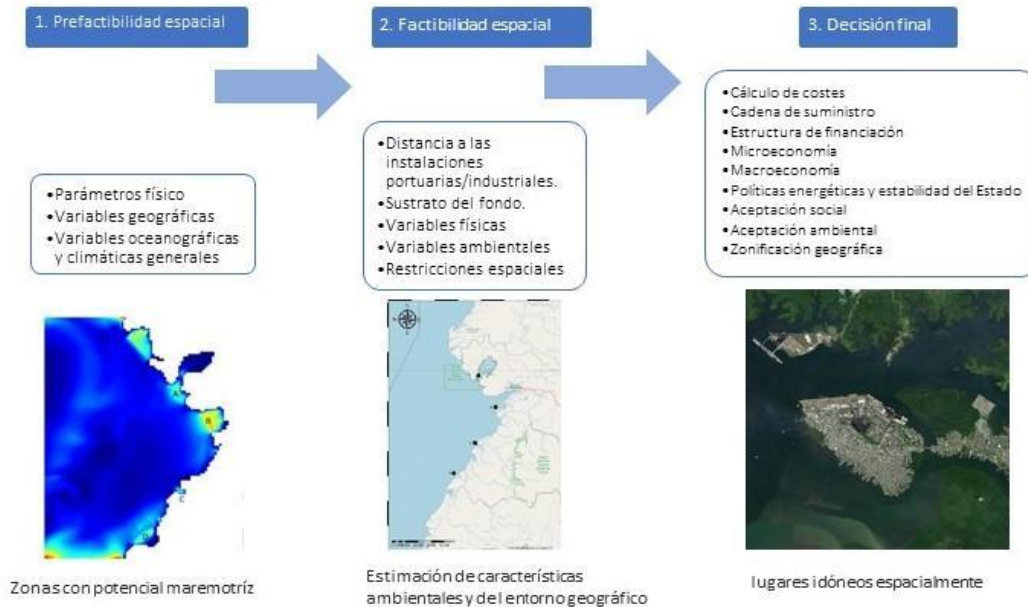 1. Prefactibilidad espacial
2. Factibilidad espacial
3. Decisión final
•Parámetros físico
•Variables geográficas
•Variables oceanográficas
y climáticas generales
•Distancia a las
instalaciones
portuarias/industriales.
•Sustrato del fondo.
•Variables físicas
•Variables ambientales
•Restricciones espaciales
•Cálculo de costes
•Cadena de suministro
•Estructura de financiación
•Microeconomía
•Macroeconomía
•Políticas energéticas y estabilidad del Estado
•Aceptación social
•Aceptación ambiental
•Zonificación geográfica
A
B
C
D
Zonas con potencial maremotríz
Estimación de características
ambientales y del entorno geográfico
lugares idóneos espacialmente